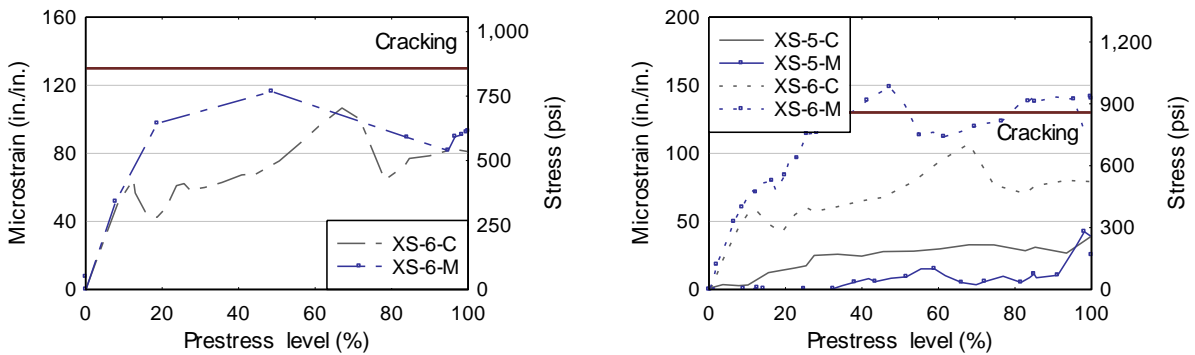 160
120
80
40
0
Microstrain (in./in.)
1,000
750
500
250
0
Stress (psi)
Cracking
XS-6-C
XS-6-M
0 20 40 60 80 100
Prestress level (%)
200
150
100
50
0
Microstrain (in./in.)
1,200
900
600
300
0
Stress (psi)
XS-5-C
XS-5-M
XS-6-C
XS-6-M
Cracking
0 20 40 60 80 100
Prestress level (%)